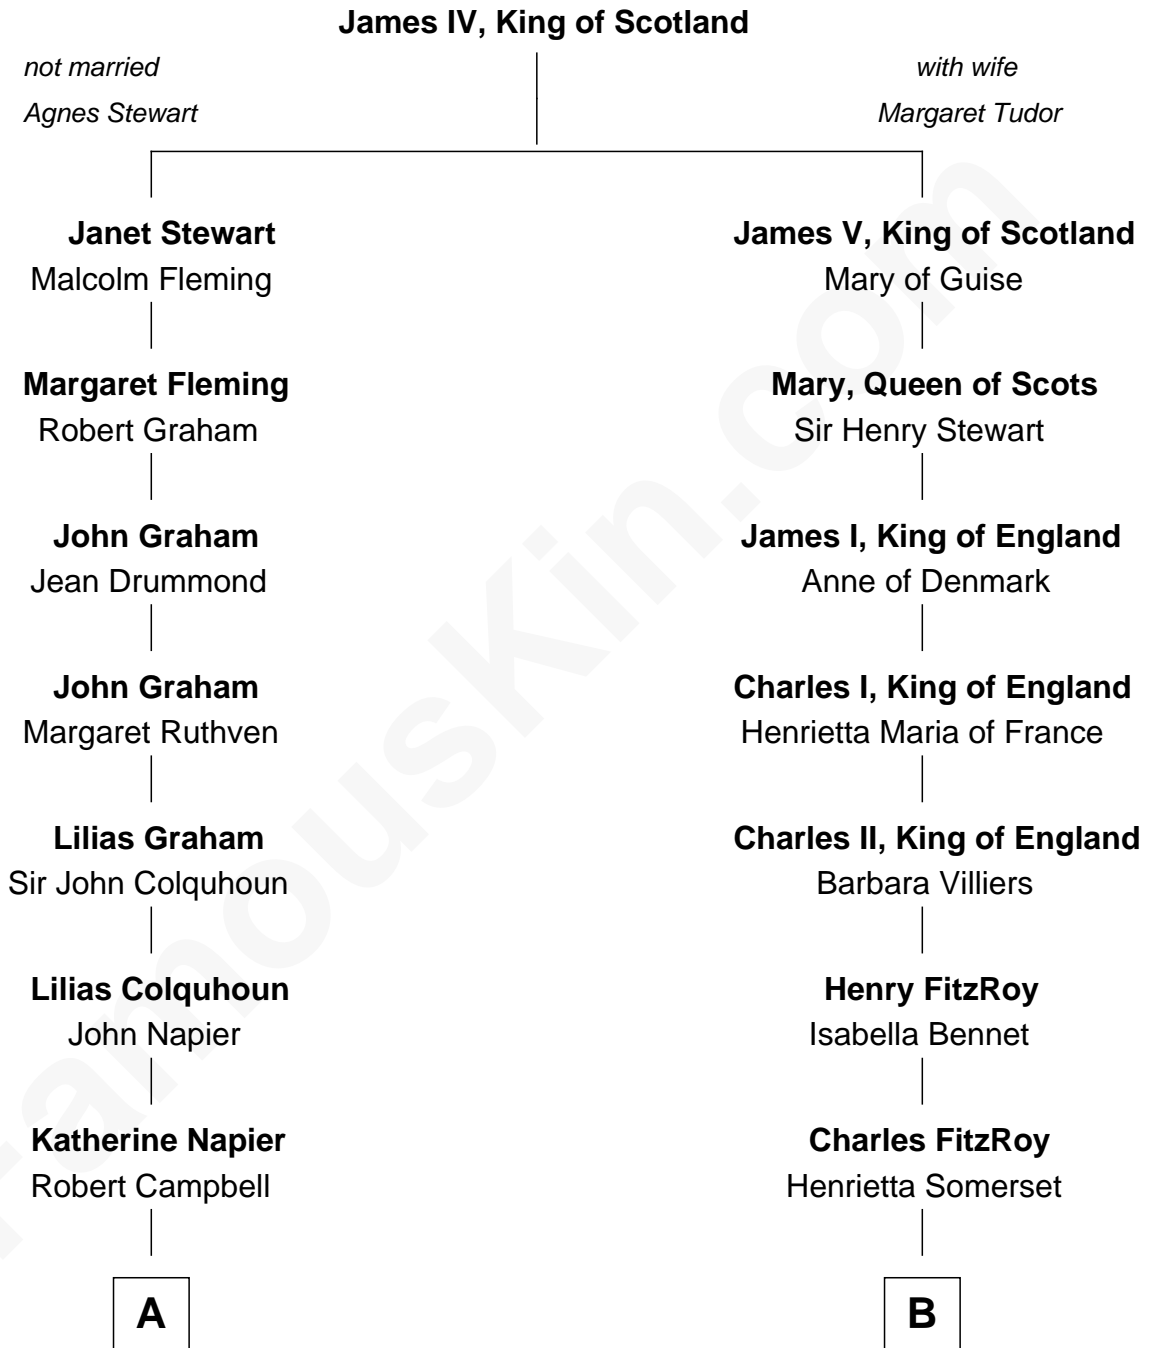 James IV, King of Scotland
not married
Agnes Stewart
with wife
Margaret Tudor
Janet Stewart
Malcolm Fleming
James V, King of Scotland
Mary of Guise
Margaret Fleming
Robert Graham
Mary, Queen of Scots
Sir Henry Stewart
John Graham
Jean Drummond
James I, King of England
Anne of Denmark
John Graham
Margaret Ruthven
Charles I, King of England
Henrietta Maria of France
Lilias Graham
Sir John Colquhoun
Charles II, King of England
Barbara Villiers
Lilias Colquhoun
John Napier
Henry FitzRoy
Isabella Bennet
Katherine Napier
Robert Campbell
Charles FitzRoy
Henrietta Somerset
A
B
FamousKin.com